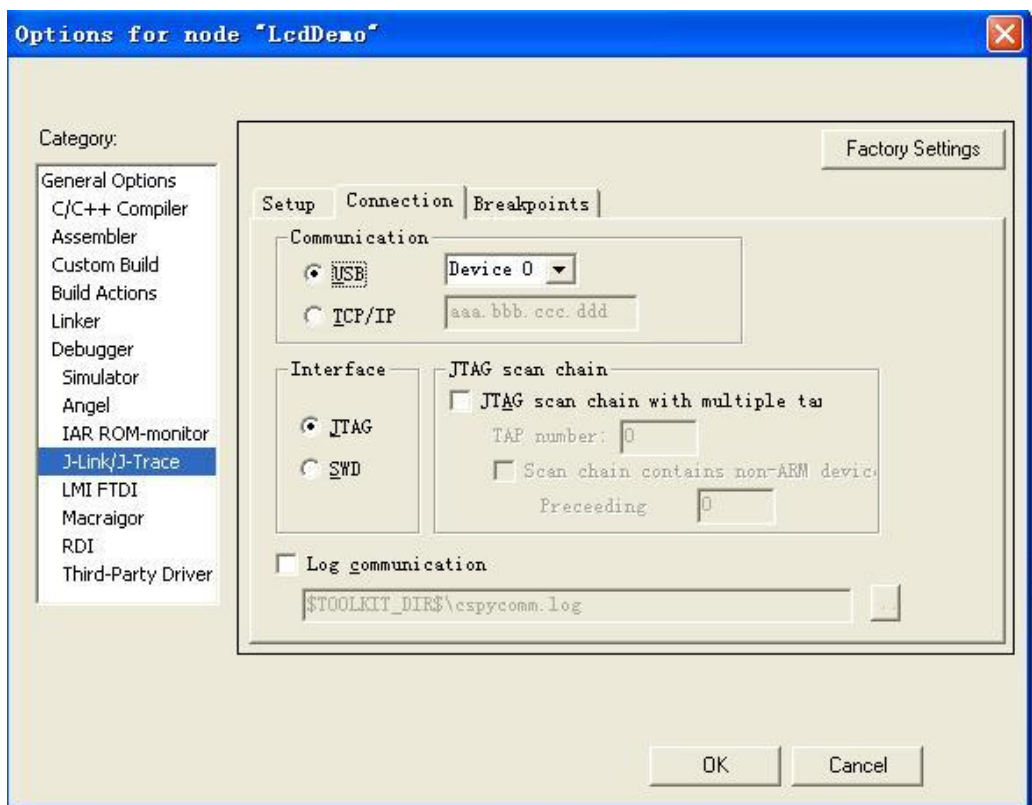 Options for node "LcdDemo"
Category:
Factory Settings
General Options
C/C++ Compiler
Assembler
Custom Build
Build Actions
Linker
Debugger
Simulator
Angel
IAR ROM-monitor
J-Link/J-Trace
LMI FTDI
Macraigor
RDI
Third-Party Driver
Setup Connection Breakpoints
Communication
USB Device 0
TCP/IP aaa.bbb.ccc.ddd
Interface
JTAG
SWD
JTAG scan chain
JTAG scan chain with multiple tar
TAP number: 0
Scan chain contains non-ARM device
Preceeding 0
Log communication
$TOOLKIT_DIR$\cspycomm.log
...
OK Cancel